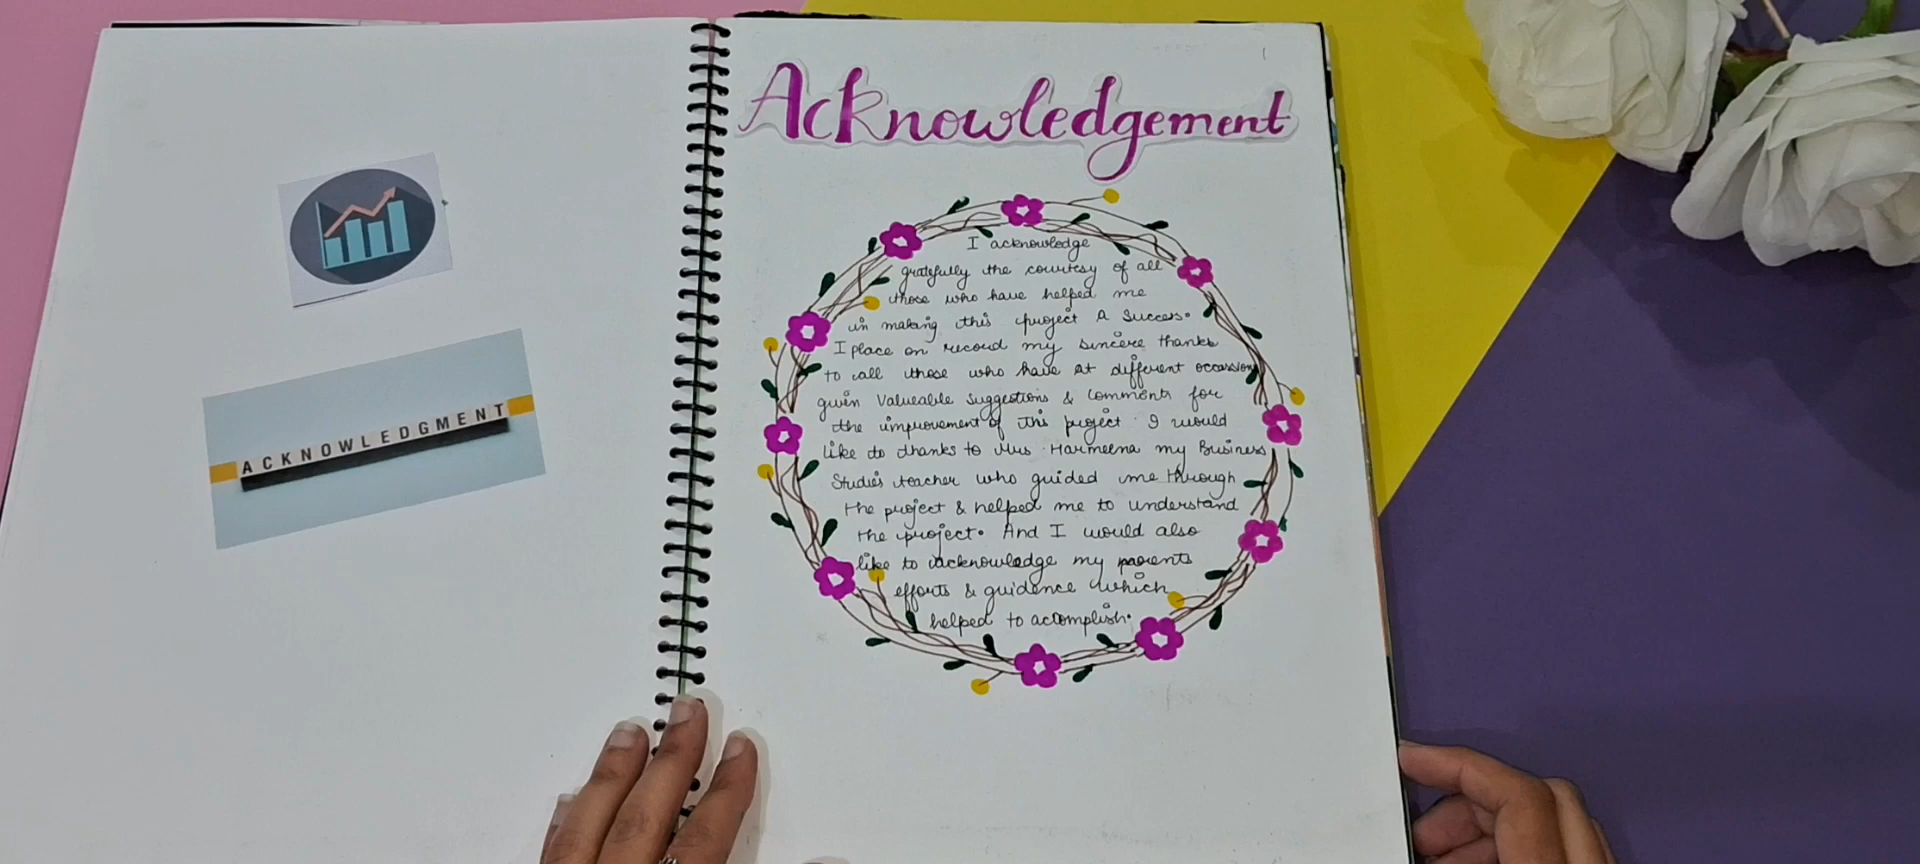 ACKNOWLEDGMENT
Acknowledgement
I acknowledge
gratefully the courtesy of all
those who have helped me
in making this project a success.
I place on record my sincere thanks
to all those who have at different occassion
given Valueable suggestions & comments for
the improvement of this project. I would
like to thanks to Mrs. Harmeena my Business
Studies teacher who guided me through
the project & helped me to understand
the project. And I would also
like to acknowledge my parents
efforts & guidence which
helped to accomplish.